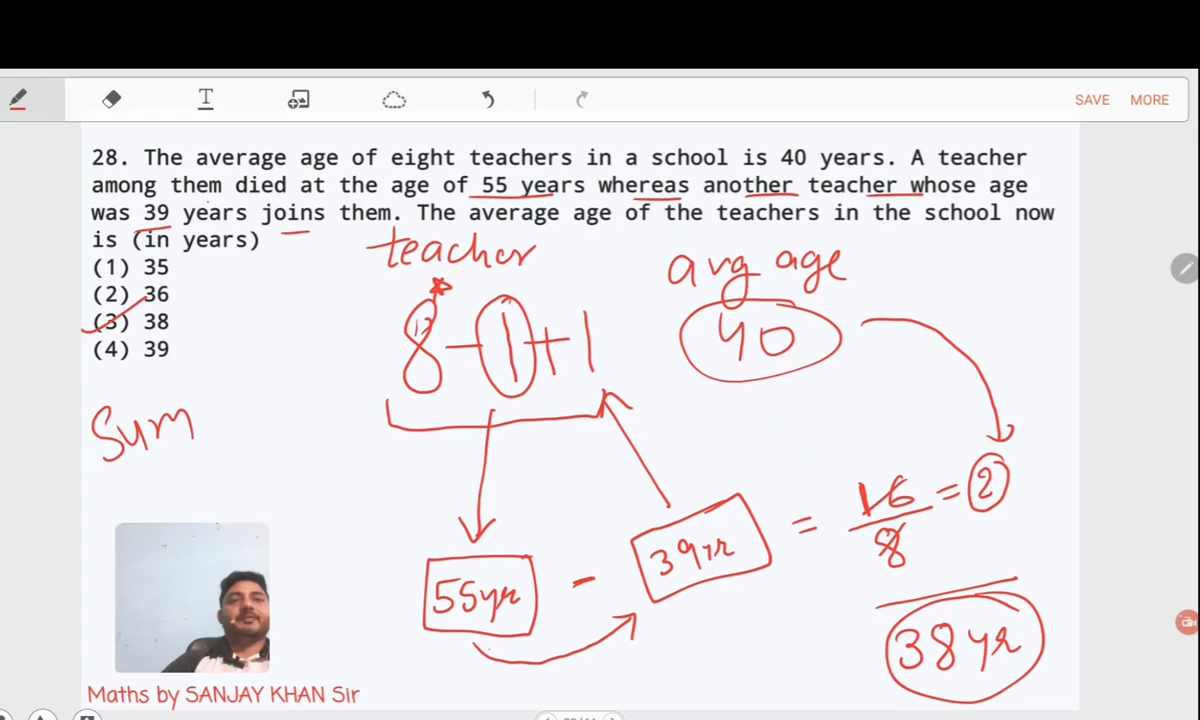 SAVE MORE
28. The average age of eight teachers in a school is 40 years. A teacher
among them died at the age of 55 years whereas another teacher whose age
was 39 years joins them. The average age of the teachers in the school now
is (in years)
(1) 35
(2) 36
(3) 38
(4) 39
teacher
avg age
8-1+1
40
Sum
55yr - 39yr = 16/8 = 2
38yr
Maths by SANJAY KHAN Sir